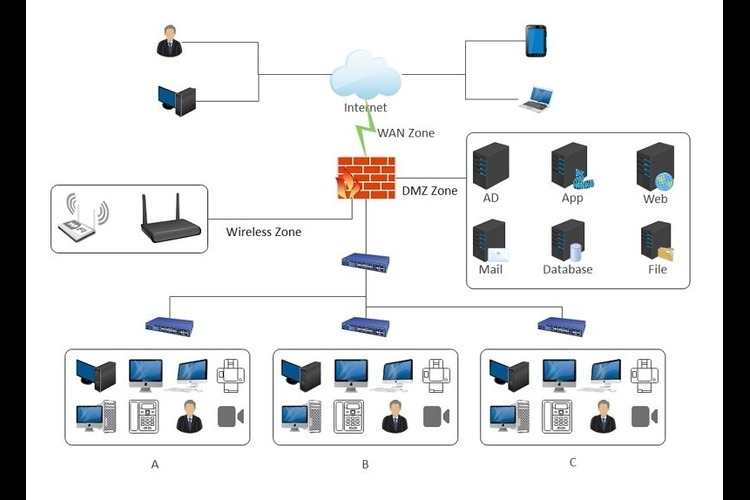 Internet
WAN Zone
DMZ Zone
AD
App
Web
Mail
Database
File
Wireless Zone
A
B
C